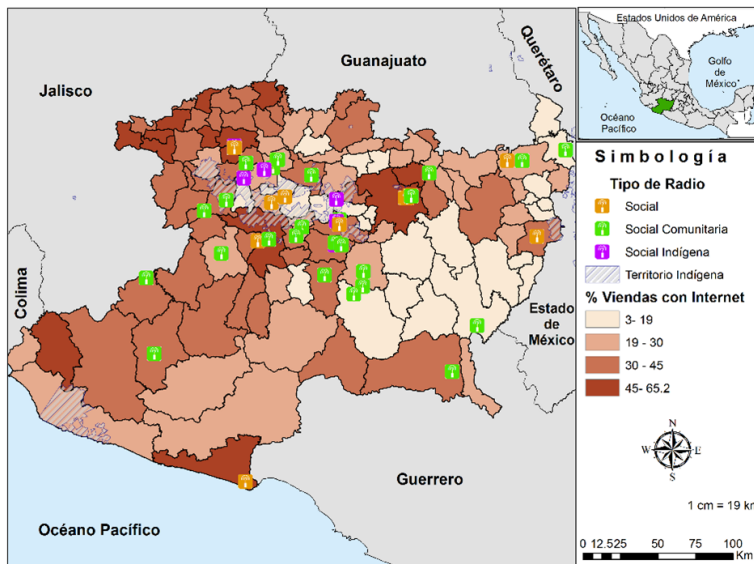 Jalisco
Guanajuato
Querétaro
Colima
Estado
de
México
Guerrero
Océano Pacífico
Estados Unidos de América
Golfo
de
México
Océano
Pacífico
Simbología
Tipo de Radio
Social
Social Comunitaria
Social Indígena
Territorio Indígena
% Viendas con Internet
3- 19
19 - 30
30 - 45
45- 65.2
N
W
E
S
1 cm = 19 km
0 12.525 50 75 100
Km